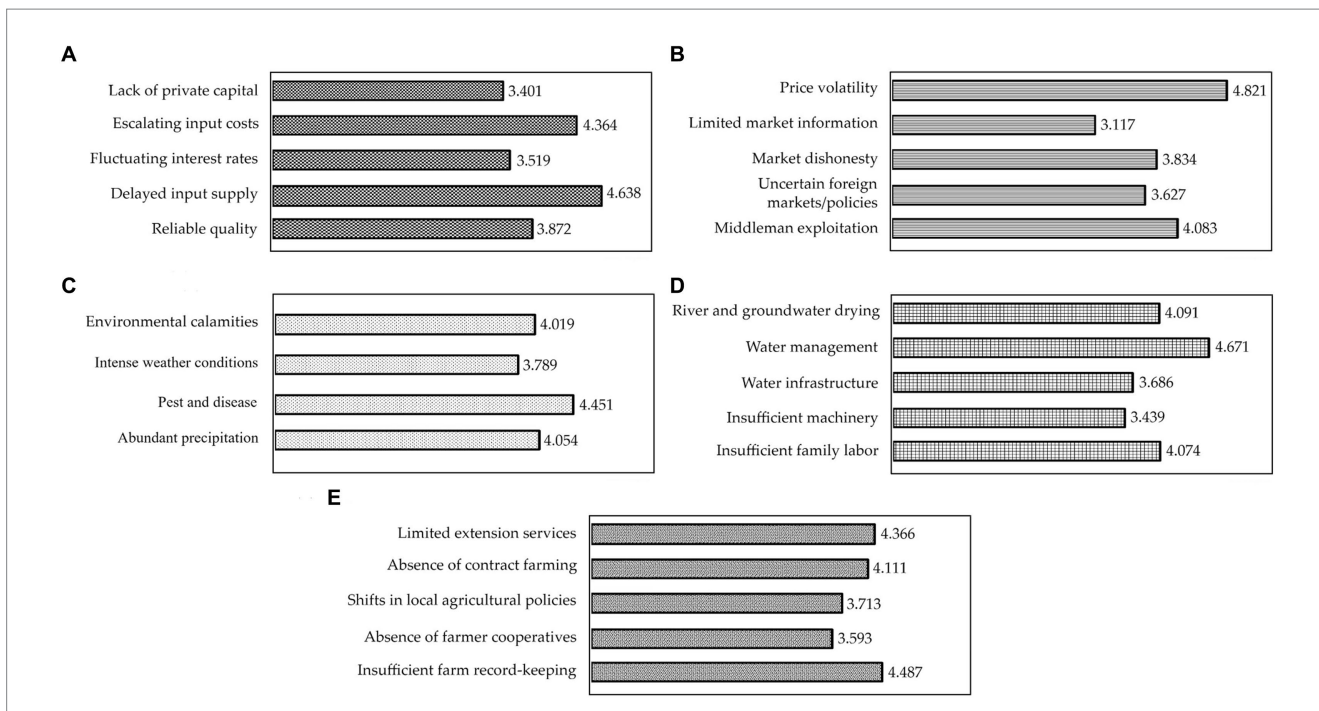 A
Lack of private capital 3.401
Escalating input costs 4.364
Fluctuating interest rates 3.519
Delayed input supply 4.638
Reliable quality 3.872
B
Price volatility 4.821
Limited market information 3.117
Market dishonesty 3.834
Uncertain foreign
markets/policies 3.627
Middleman exploitation 4.083
C
Environmental calamities 4.019
Intense weather conditions 3.789
Pest and disease 4.451
Abundant precipitation 4.054
D
River and groundwater drying 4.091
Water management 4.671
Water infrastructure 3.686
Insufficient machinery 3.439
Insufficient family labor 4.074
E
Limited extension services 4.366
Absence of contract farming 4.111
Shifts in local agricultural policies 3.713
Absence of farmer cooperatives 3.593
Insufficient farm record-keeping 4.487